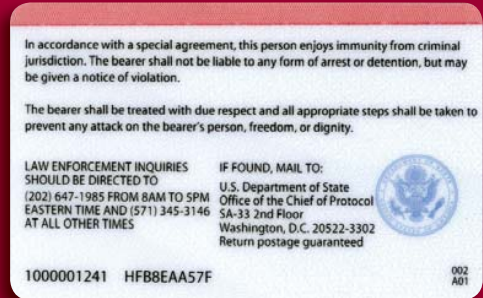 In accordance with a special agreement, this person enjoys immunity from criminal
jurisdiction. The bearer shall not be liable to any form of arrest or detention, but may
be given a notice of violation.
The bearer shall be treated with due respect and all appropriate steps shall be taken to
prevent any attack on the bearer's person, freedom, or dignity.
LAW ENFORCEMENT INQUIRIES
SHOULD BE DIRECTED TO
(202) 647-1985 FROM 8AM TO 5PM
EASTERN TIME AND (571) 345-3146
AT ALL OTHER TIMES
IF FOUND, MAIL TO:
U.S. Department of State
Office of the Chief of Protocol
SA-33 2nd Floor
Washington, D.C. 20522-3302
Return postage guaranteed
1000001241 HFB8EAA57F
002
A01